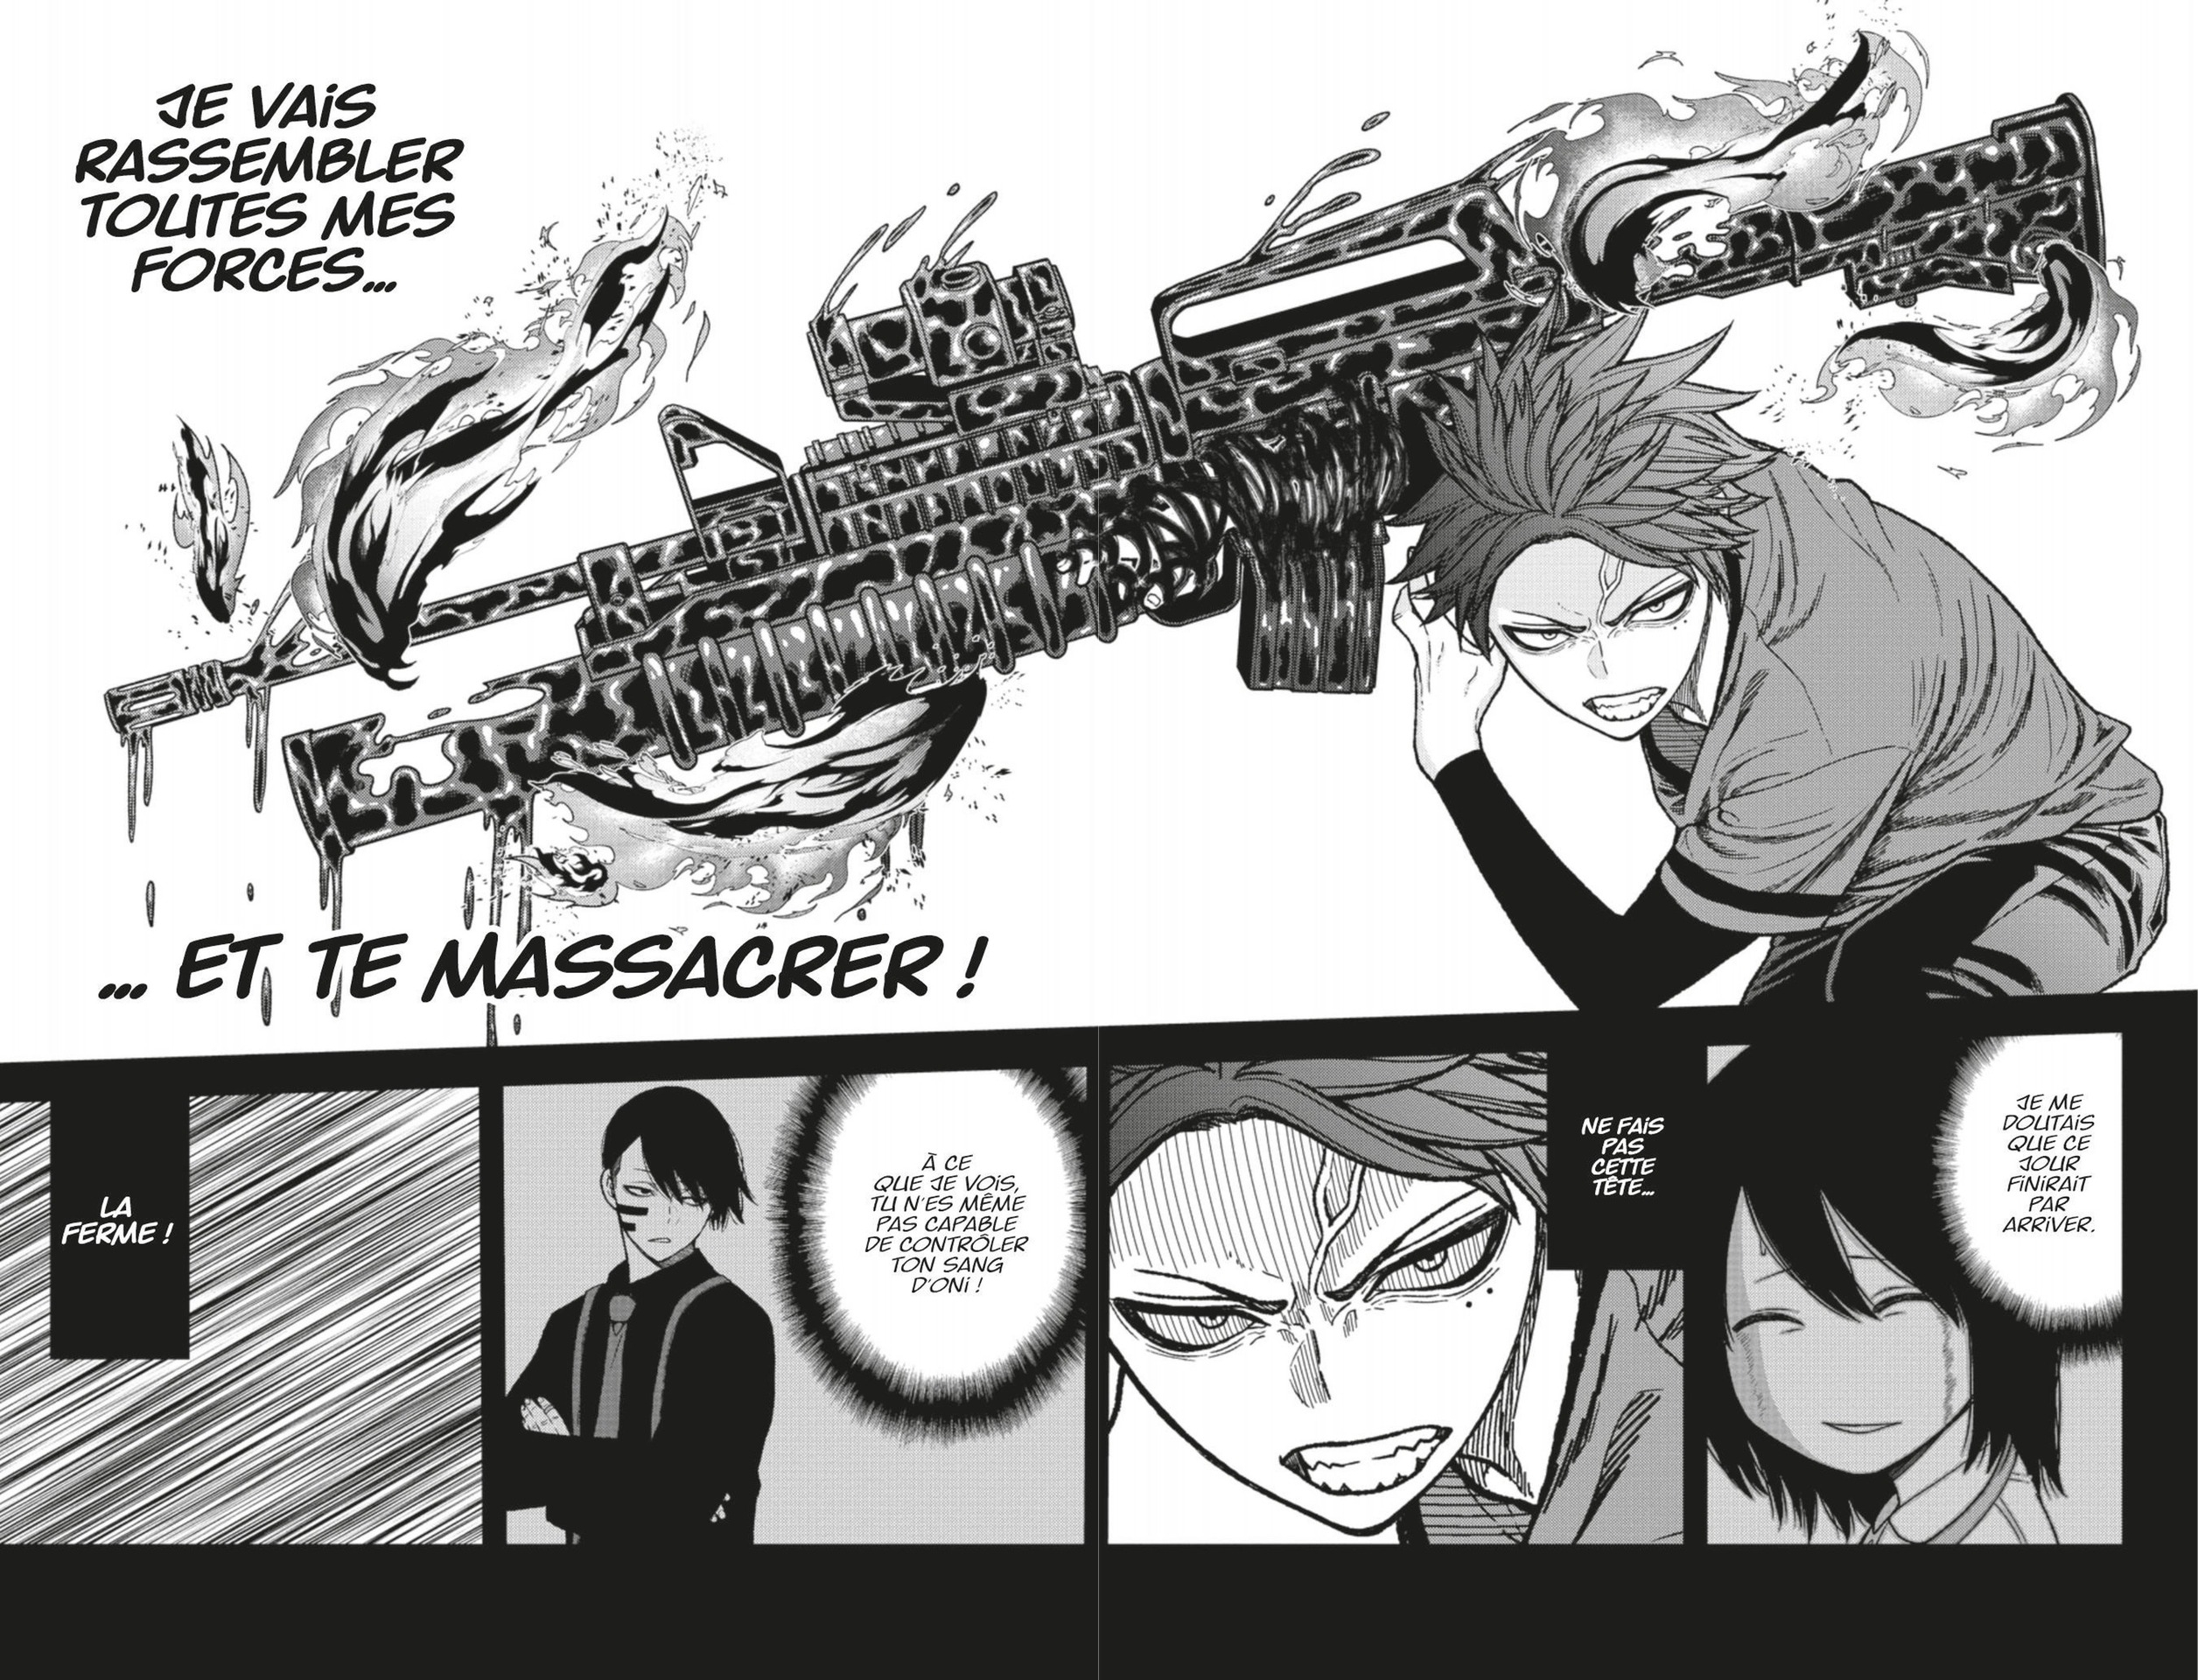 JE VAIS
RASSEMBLER
TOUTES MES
FORCES...
... ET TE MASSACRER !
JE ME
DOUTAIS
QUE CE
JOUR
FINIRAIT
PAR
ARRIVER.
NE FAIS
PAS
CETTE
TÊTE...
À CE
QUE JE VOIS,
TU N'ES MÊME
PAS CAPABLE
DE CONTRÔLER
TON SANG
D'ONI !
LA
FERME !